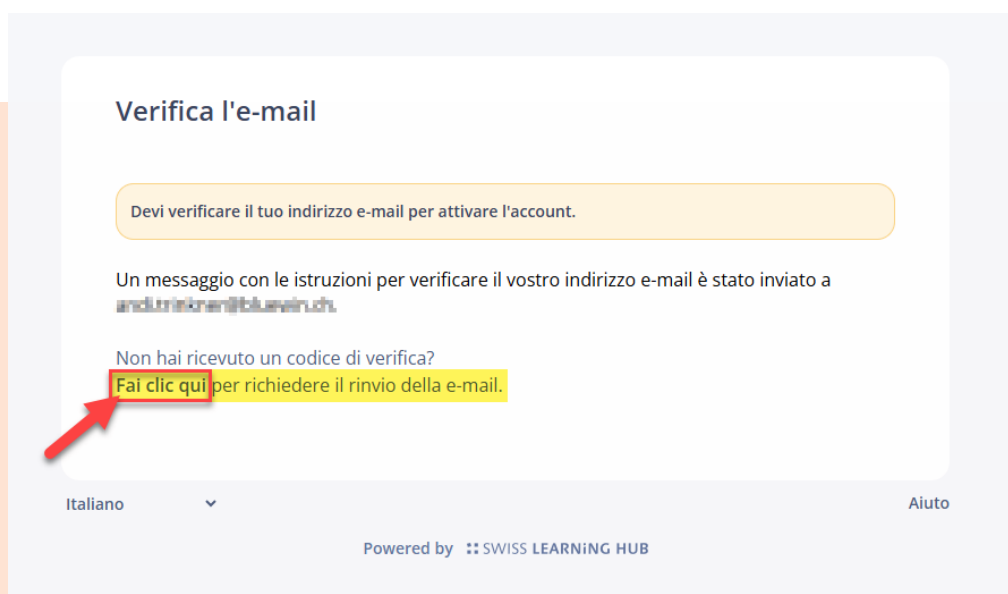 Verifica l'e-mail
Devi verificare il tuo indirizzo e-mail per attivare l'account.
Un messaggio con le istruzioni per verificare il vostro indirizzo e-mail è stato inviato a
Non hai ricevuto un codice di verifica?
Fai clic qui per richiedere il rinvio della e-mail.
Italiano
Aiuto
Powered by SWISS LEARNiNG HUB